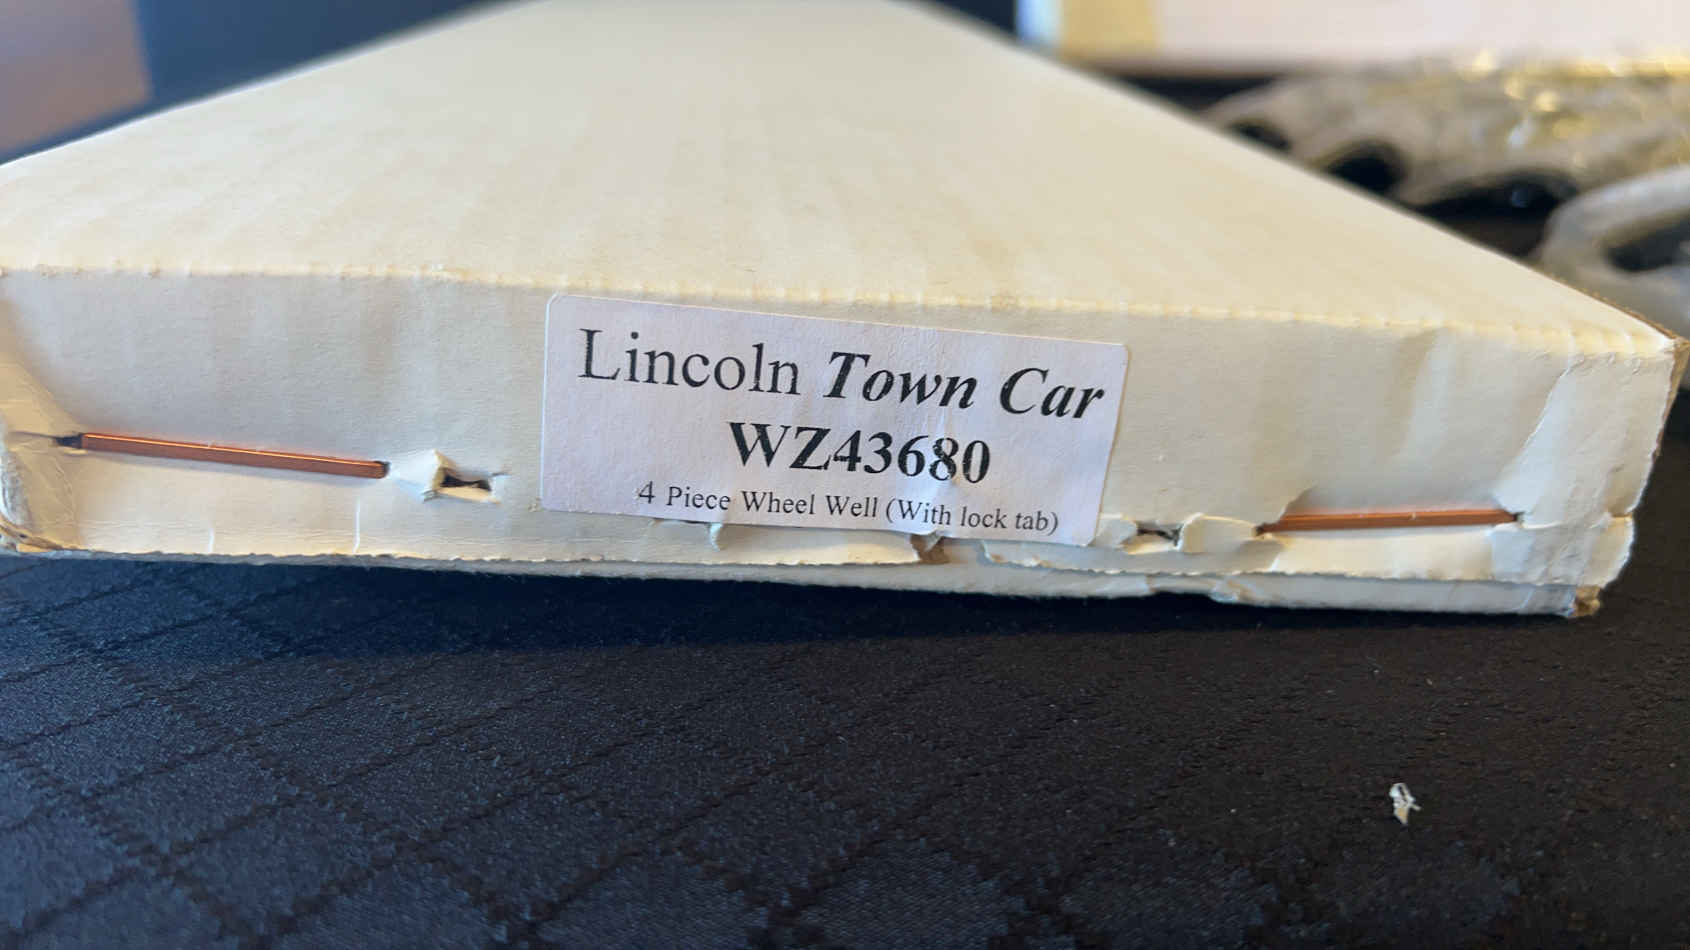 Lincoln Town Car
WZ43680
4 Piece Wheel Well (With lock tab)